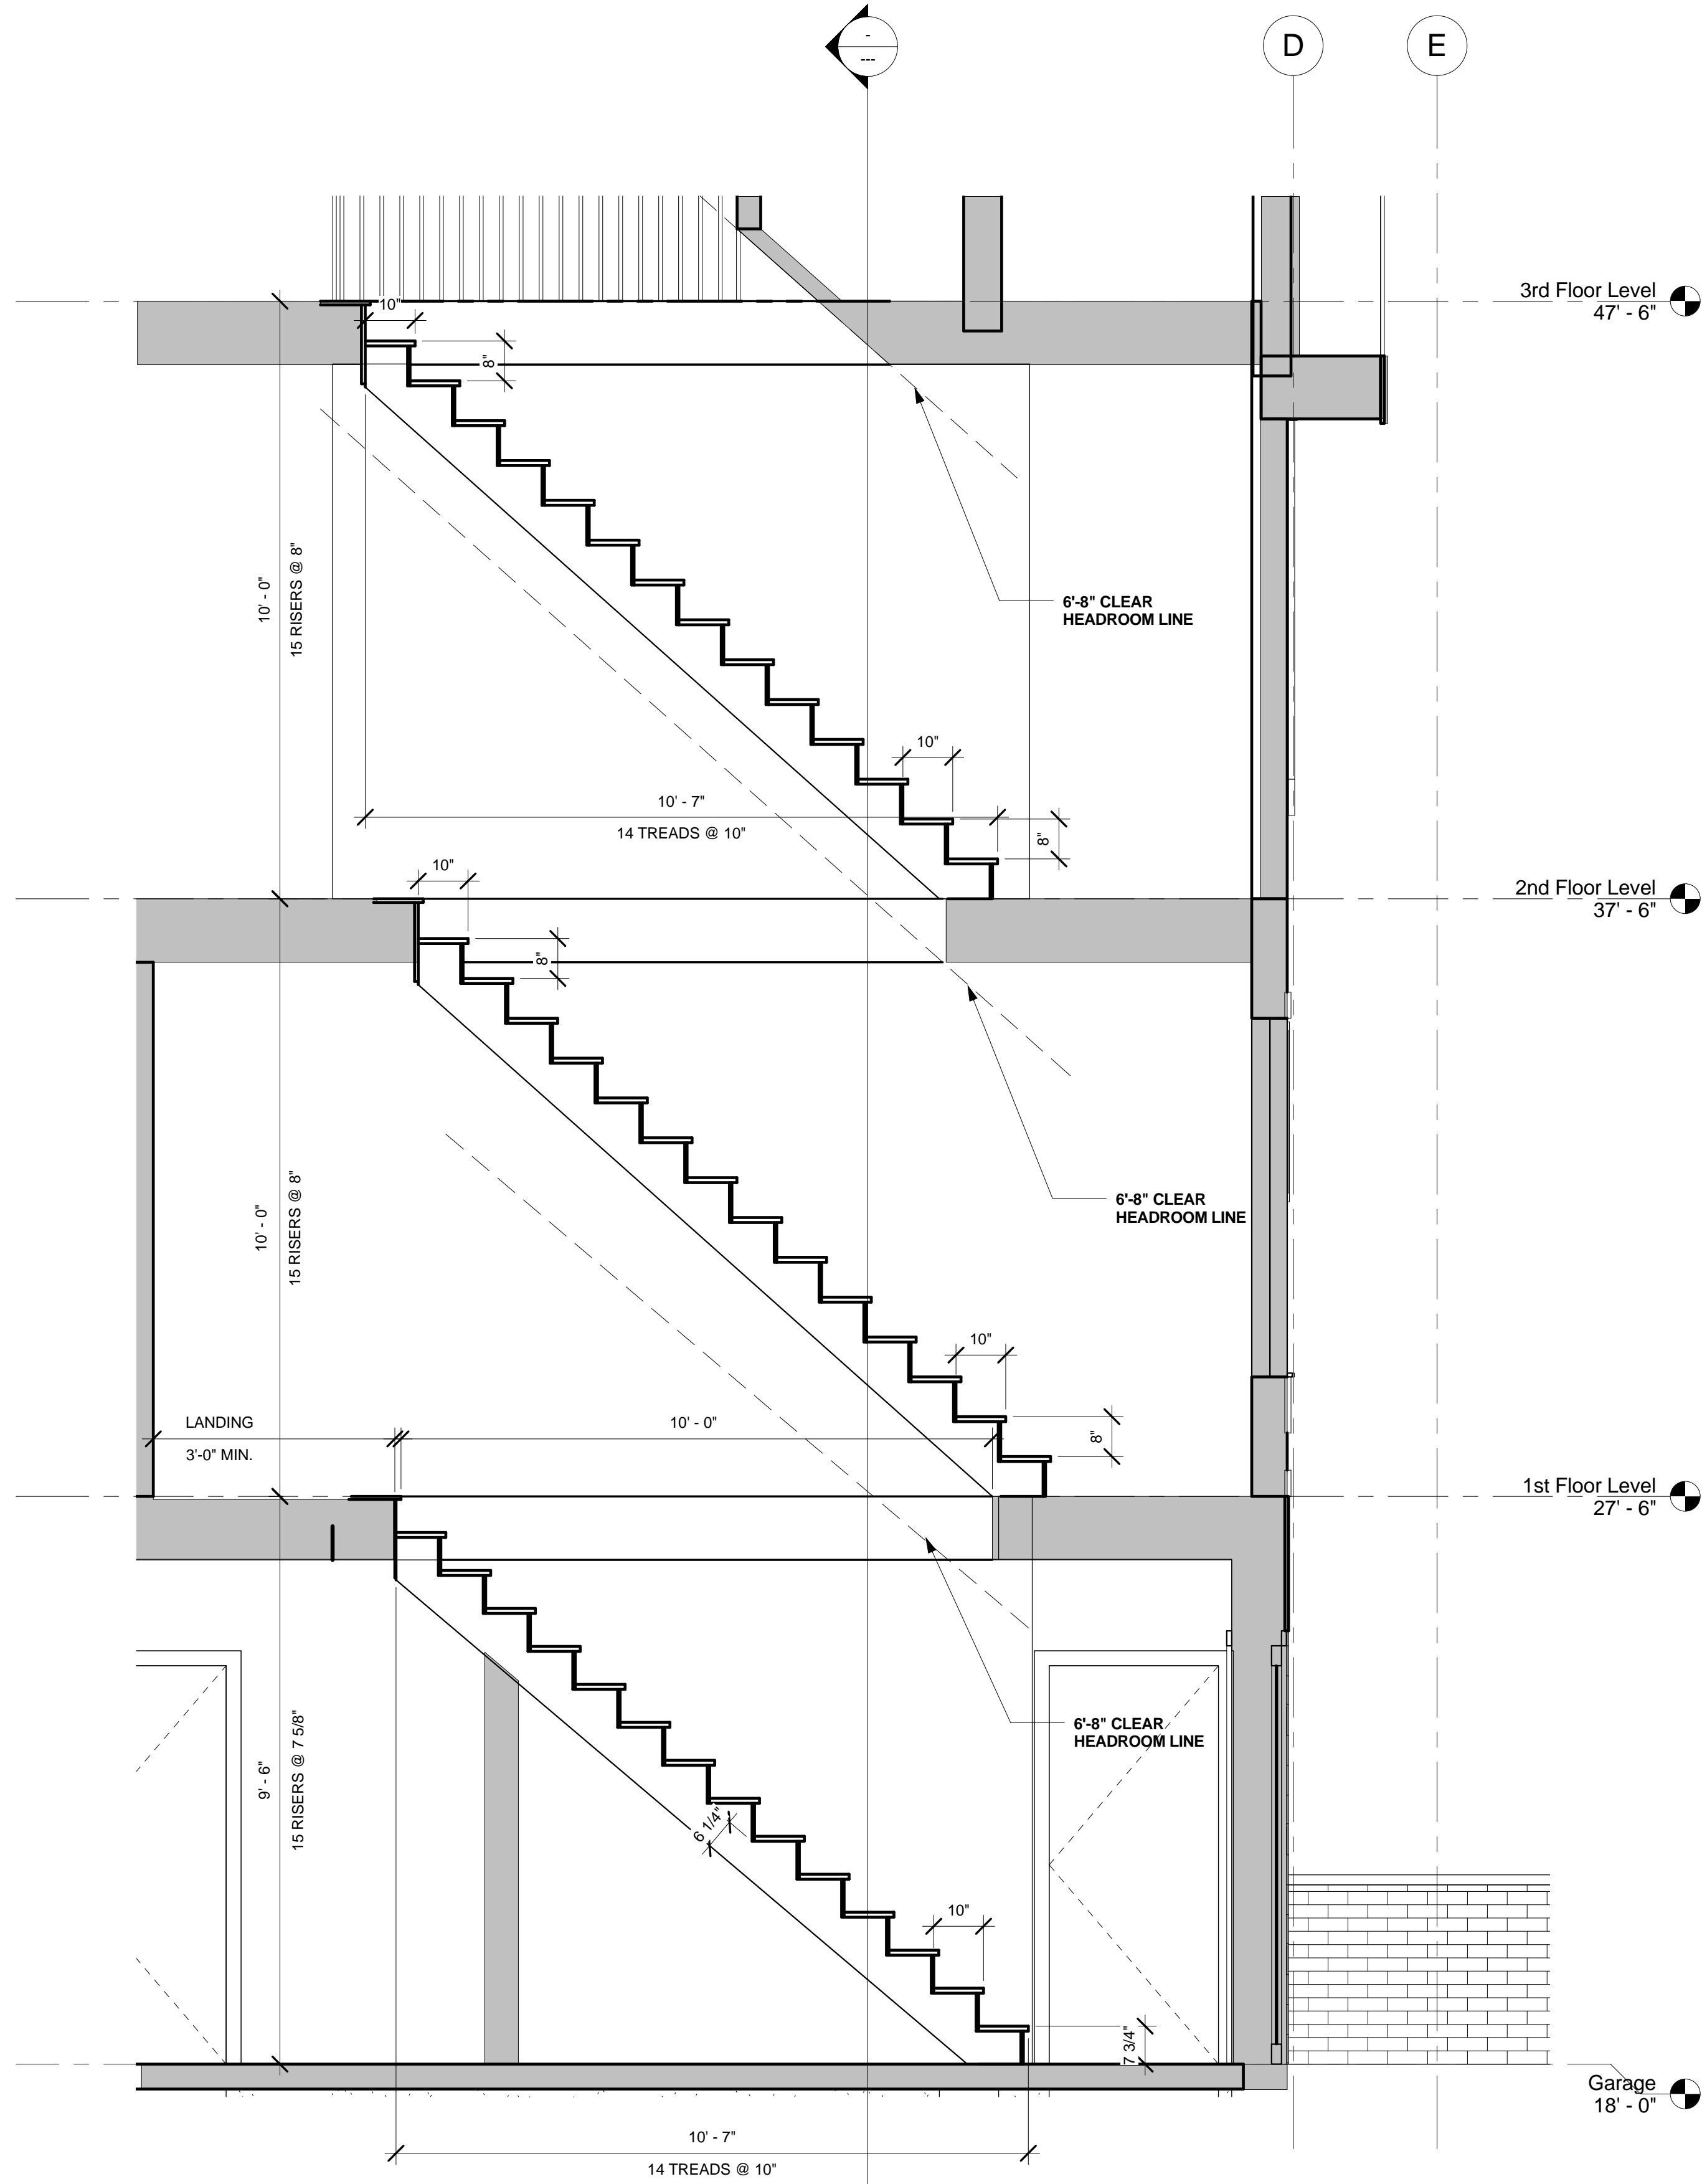 -
---
D
E
3rd Floor Level
47' - 6"
10"
8"
10' - 0"
15 RISERS @ 8"
6'-8" CLEAR
HEADROOM LINE
10"
10' - 7"
14 TREADS @ 10"
8"
10"
2nd Floor Level
37' - 6"
8"
10' - 0"
15 RISERS @ 8"
6'-8" CLEAR
HEADROOM LINE
10"
LANDING
3'-0" MIN.
10' - 0"
8"
1st Floor Level
27' - 6"
9' - 6"
15 RISERS @ 7 5/8"
6'-8" CLEAR
HEADROOM LINE
6 1/4"
10"
7 3/4"
Garage
18' - 0"
10' - 7"
14 TREADS @ 10"